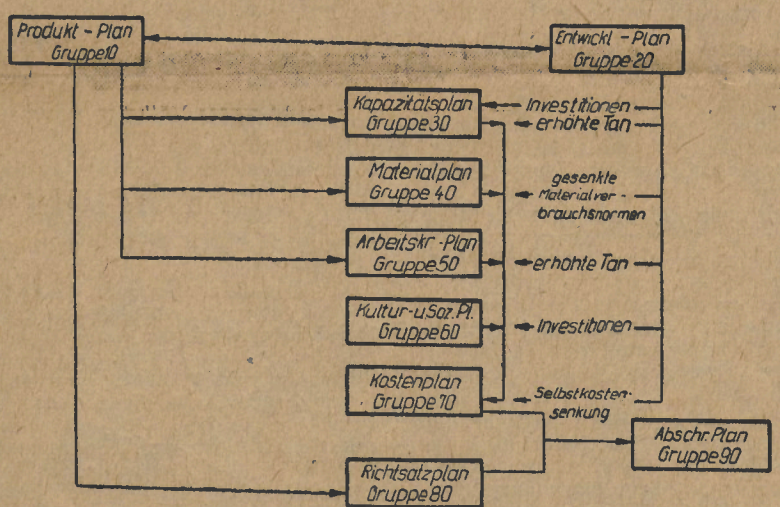 Produkt - Plan
Gruppe 10
Entwickl - Plan
Gruppe 20
Kapazitätsplan
Gruppe 30
Investitionen
erhöhte Tan
Materialplan
Gruppe 40
gesenkte
Materialver-
brauchsnormen
Arbeitskr.-Plan
Gruppe 50
erhöhte Tan
Kultur- u. Soz. Pl.
Gruppe 60
Investitionen
Kostenplan
Gruppe 70
Selbstkosten-
senkung
Abschr. Plan
Gruppe 90
Richtsatzplan
Gruppe 80